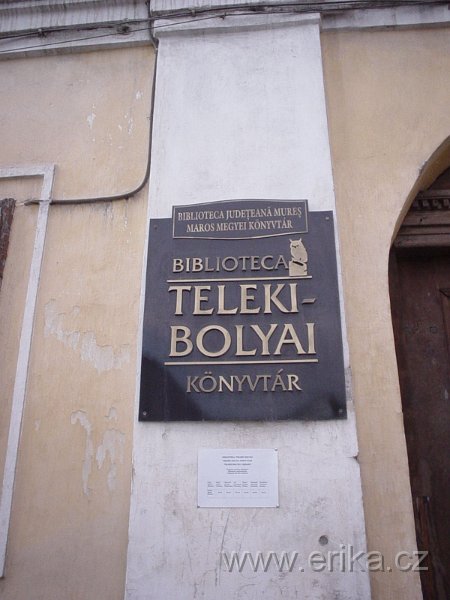 BIBLIOTECA JUDEȚEANĂ MUREȘ
MAROS MEGYEI KÖNYVTÁR
BIBLIOTECA
TELEKI-
BOLYAI
KÖNYVTÁR
www.erika.cz